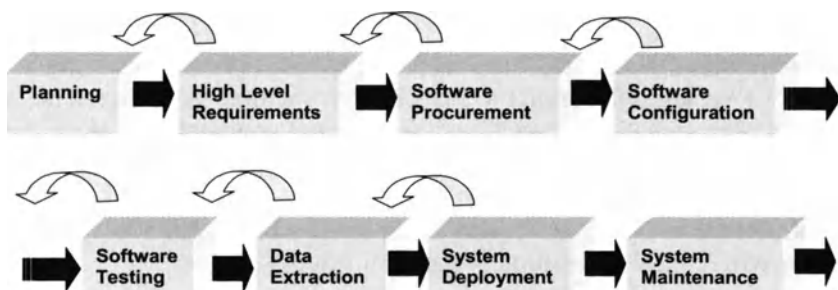 Planning
High Level
Requirements
Software
Procurement
Software
Configuration
Software
Testing
Data
Extraction
System
Deployment
System
Maintenance